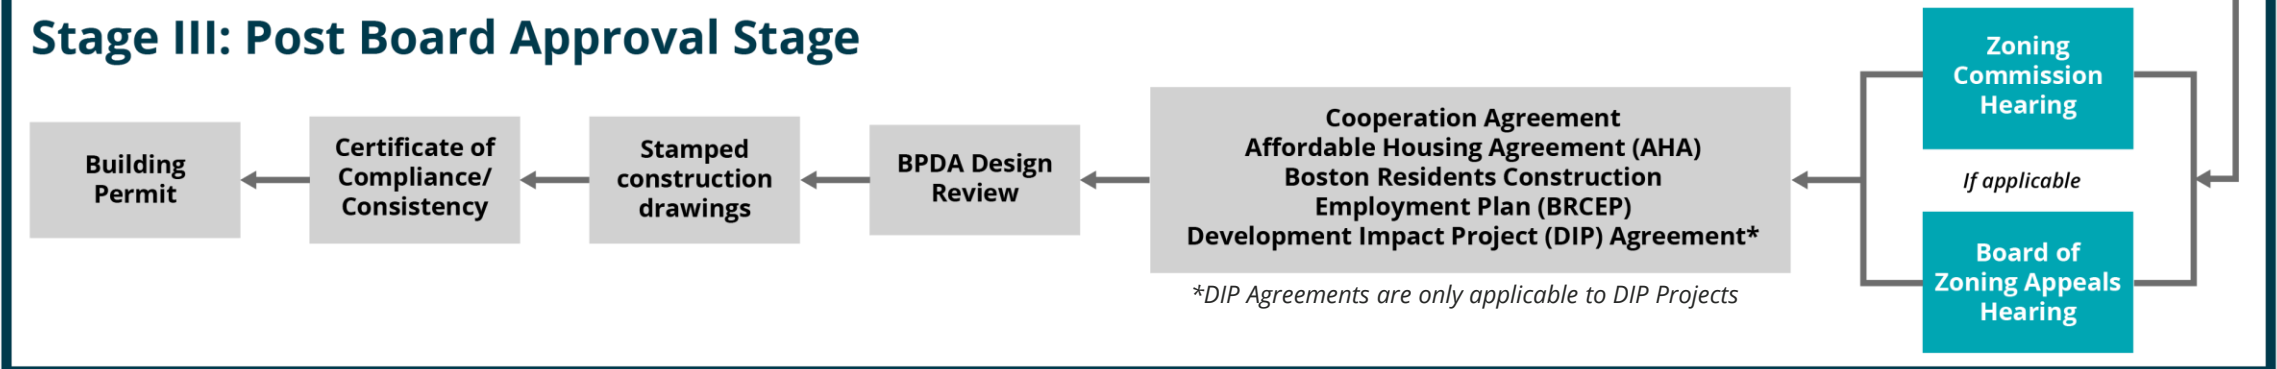 Stage III: Post Board Approval Stage
Building
Permit
Certificate of
Compliance/
Consistency
Stamped
construction
drawings
BPDA Design
Review
Cooperation Agreement
Affordable Housing Agreement (AHA)
Boston Residents Construction
Employment Plan (BRCEP)
Development Impact Project (DIP) Agreement*
*DIP Agreements are only applicable to DIP Projects
Zoning
Commission
Hearing
If applicable
Board of
Zoning Appeals
Hearing